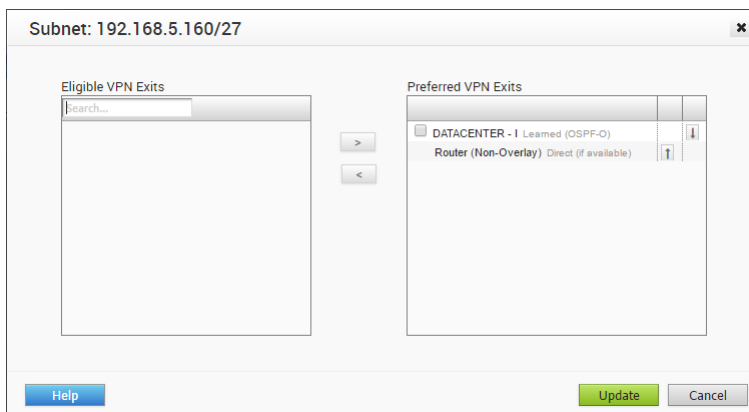 Subnet: 192.168.5.160/27
Eligible VPN Exits
Search...
Preferred VPN Exits
>
<
DATACENTER - I Learned (OSPF-O)
Router (Non-Overlay) Direct (if available)
Help
Update
Cancel